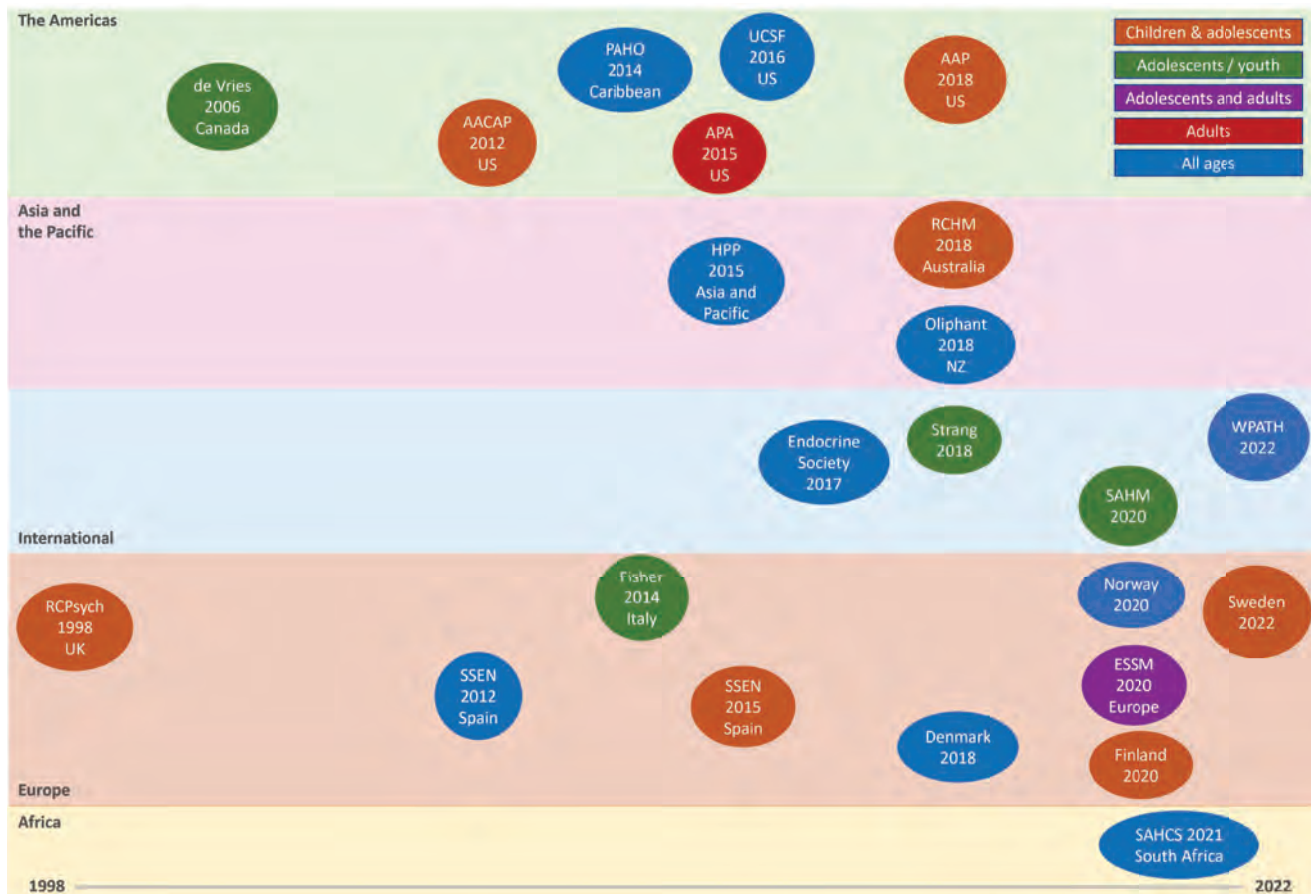 The Americas
de Vries
2006
Canada
AACAP
2012
US
PAHO
2014
Caribbean
UCSF
2016
US
APA
2015
US
AAP
2018
US
Children & adolescents
Adolescents / youth
Adolescents and adults
Adults
All ages
Asia and
the Pacific
HPP
2015
Asia and
Pacific
RCHM
2018
Australia
Oliphant
2018
NZ
International
Endocrine
Society
2017
Strang
2018
SAHM
2020
WPATH
2022
Europe
RCPsych
1998
UK
SSEN
2012
Spain
Fisher
2014
Italy
SSEN
2015
Spain
Denmark
2018
Norway
2020
ESSM
2020
Europe
Finland
2020
Sweden
2022
Africa
SAHCS 2021
South Africa
1998
2022